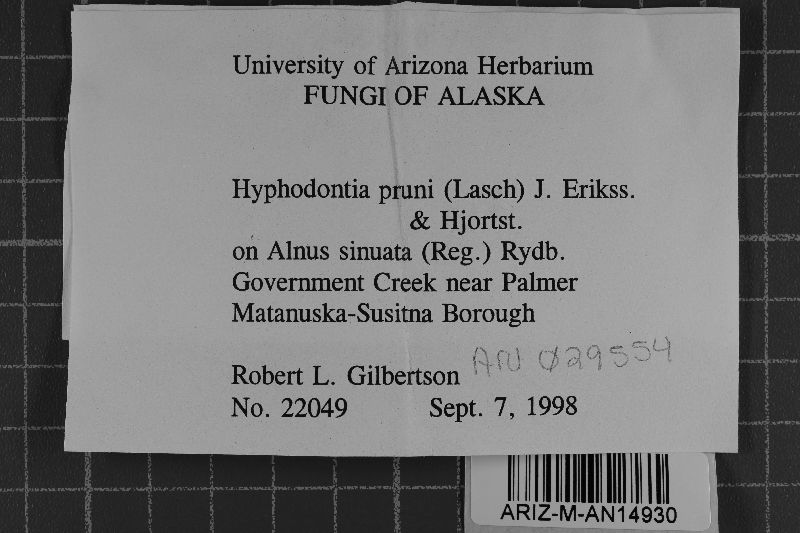 University of Arizona Herbarium
FUNGI OF ALASKA
Hyphodontia pruni (Lasch) J. Erikss.
& Hjortst.
on Alnus sinuata (Reg.) Rydb.
Government Creek near Palmer
Matanuska-Susitna Borough
AN 029554
Robert L. Gilbertson
No. 22049 Sept. 7, 1998
ARIZ-M-AN14930